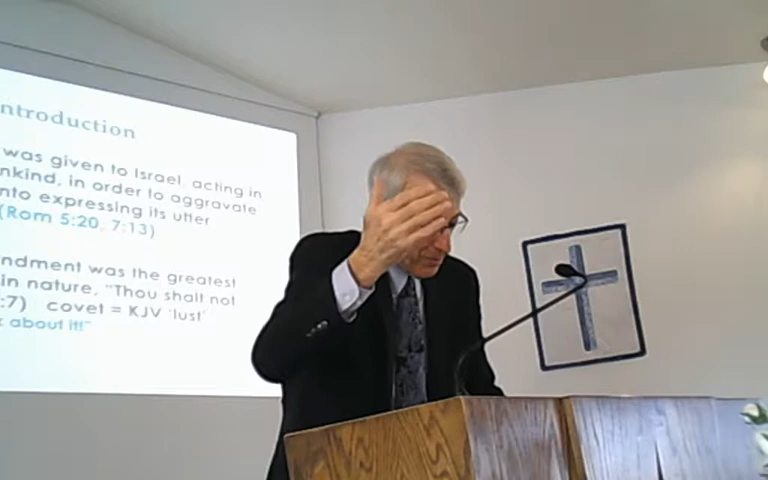 ntroduction
was given to Israel, acting in
nkind, in order to aggravate
nto expressing its utter
(Rom 5:20, 7:13)
ndment was the greatest
in nature, "Thou shalt not
:7) covet = KJV 'lust'
about it!"